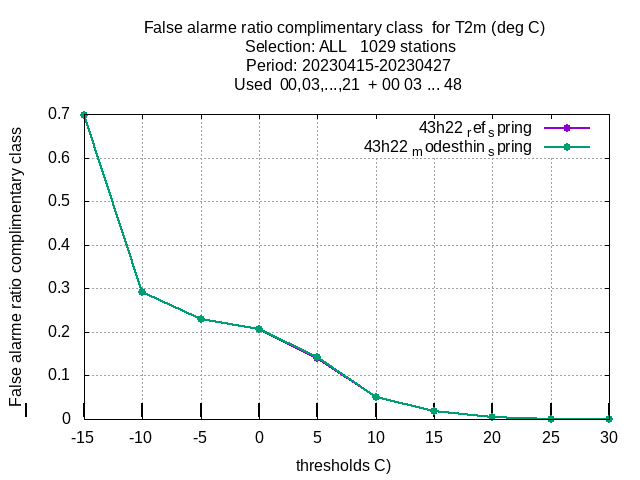 False alarme ratio complimentary class  for T2m (deg C)
Selection: ALL   1029 stations
Period: 20230415-20230427
Used  00,03,...,21  + 00 03 ... 48
43h22 ref spring
43h22 modesthin spring
False alarme ratio complimentary class
0.7
0.6
0.5
0.4
0.3
0.2
0.1
0
-15 -10 -5 0 5 10 15 20 25 30
thresholds C)